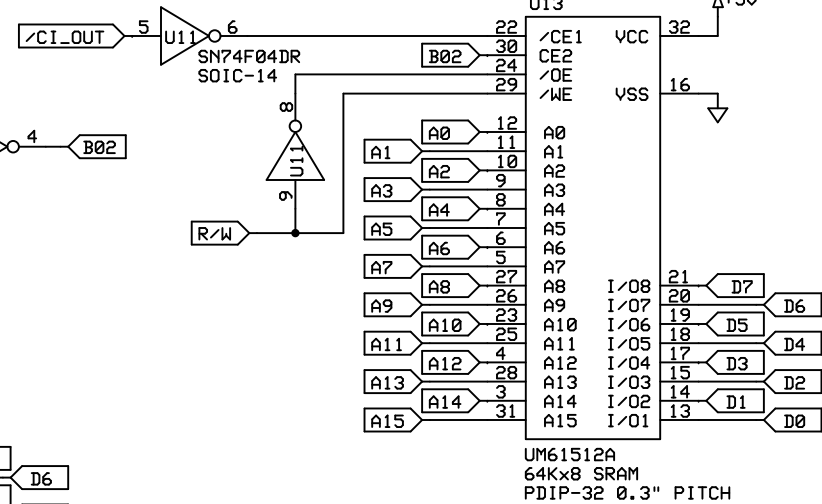 U13
+5V
/CI_OUT 5 U11 6 22 /CE1 VCC 32
SN74F04DR B02 30 CE2
SOIC-14 24 /OE
29 /WE VSS 16
8
4 B02
U11
9
R/W
A0 12 A0
A1 11 A1
A2 10 A2
A3 9 A3
A4 8 A4
A5 7 A5
A6 6 A6
A7 5 A7
A8 27 A8 I/O8 21 D7
A9 26 A9 I/O7 20 D6
A10 23 A10 I/O6 19 D5
A11 25 A11 I/O5 18 D4
A12 4 A12 I/O4 17 D3
A13 28 A13 I/O3 15 D2
A14 3 A14 I/O2 14 D1
A15 31 A15 I/O1 13 D0
UM61512A
64Kx8 SRAM
PDIP-32 0.3" PITCH
D6